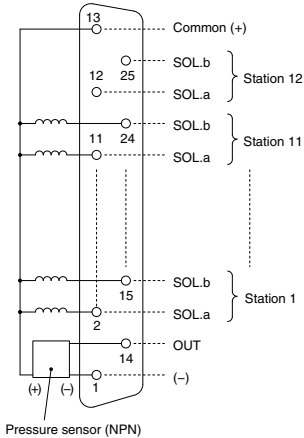 13
Common (+)
SOL.b
12
25
Station 12
SOL.a
SOL.b
11
24
Station 11
SOL.a
SOL.b
15
Station 1
SOL.a
2
OUT
14
(+)
(−)
1
(−)
Pressure sensor (NPN)